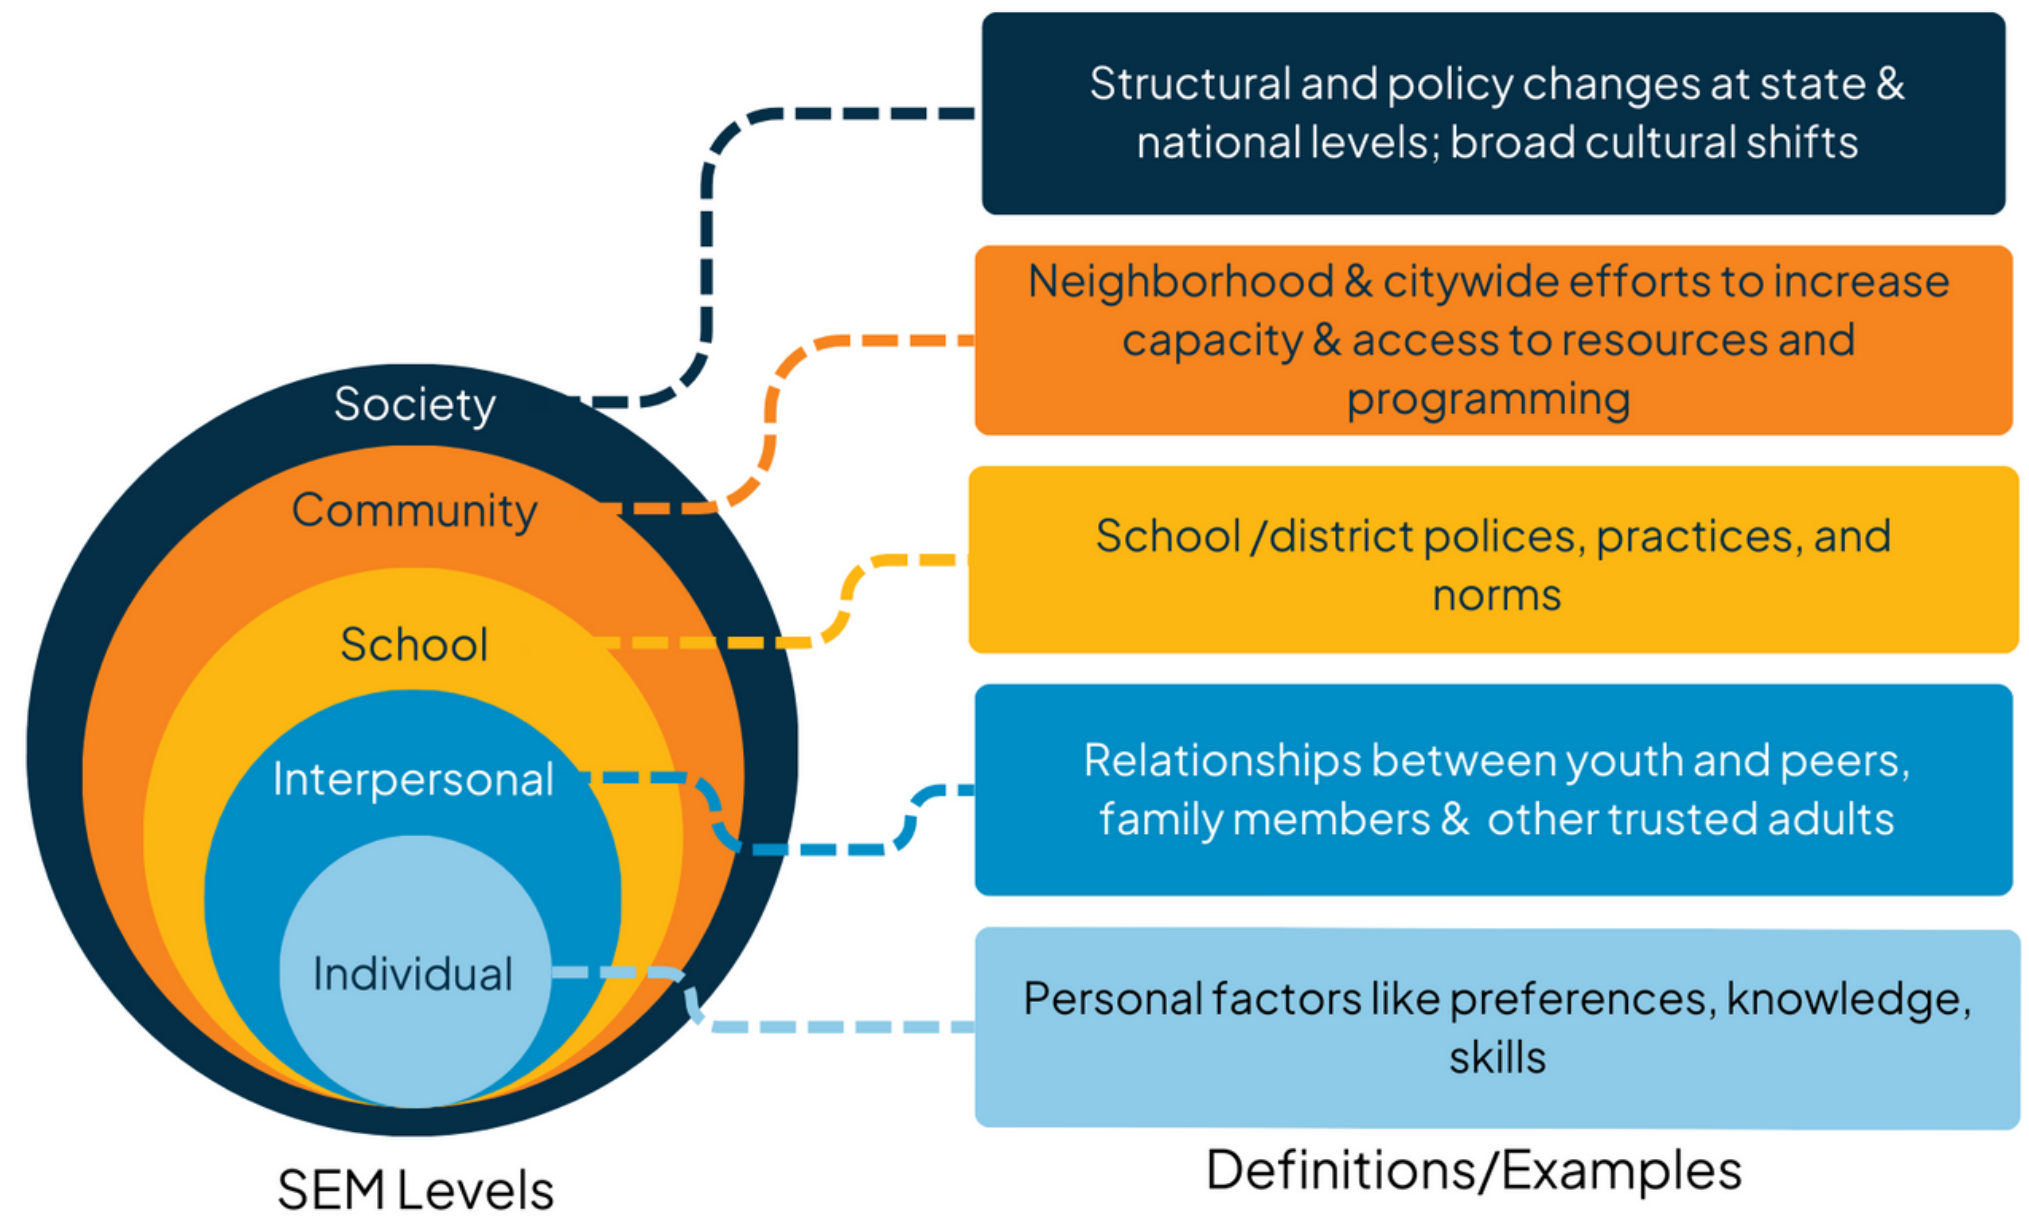 Structural and policy changes at state &
national levels; broad cultural shifts
Neighborhood & citywide efforts to increase
capacity & access to resources and
programming
School /district polices, practices, and
norms
Relationships between youth and peers,
family members & other trusted adults
Personal factors like preferences, knowledge,
skills
Society
Community
School
Interpersonal
Individual
SEM Levels
Definitions/Examples